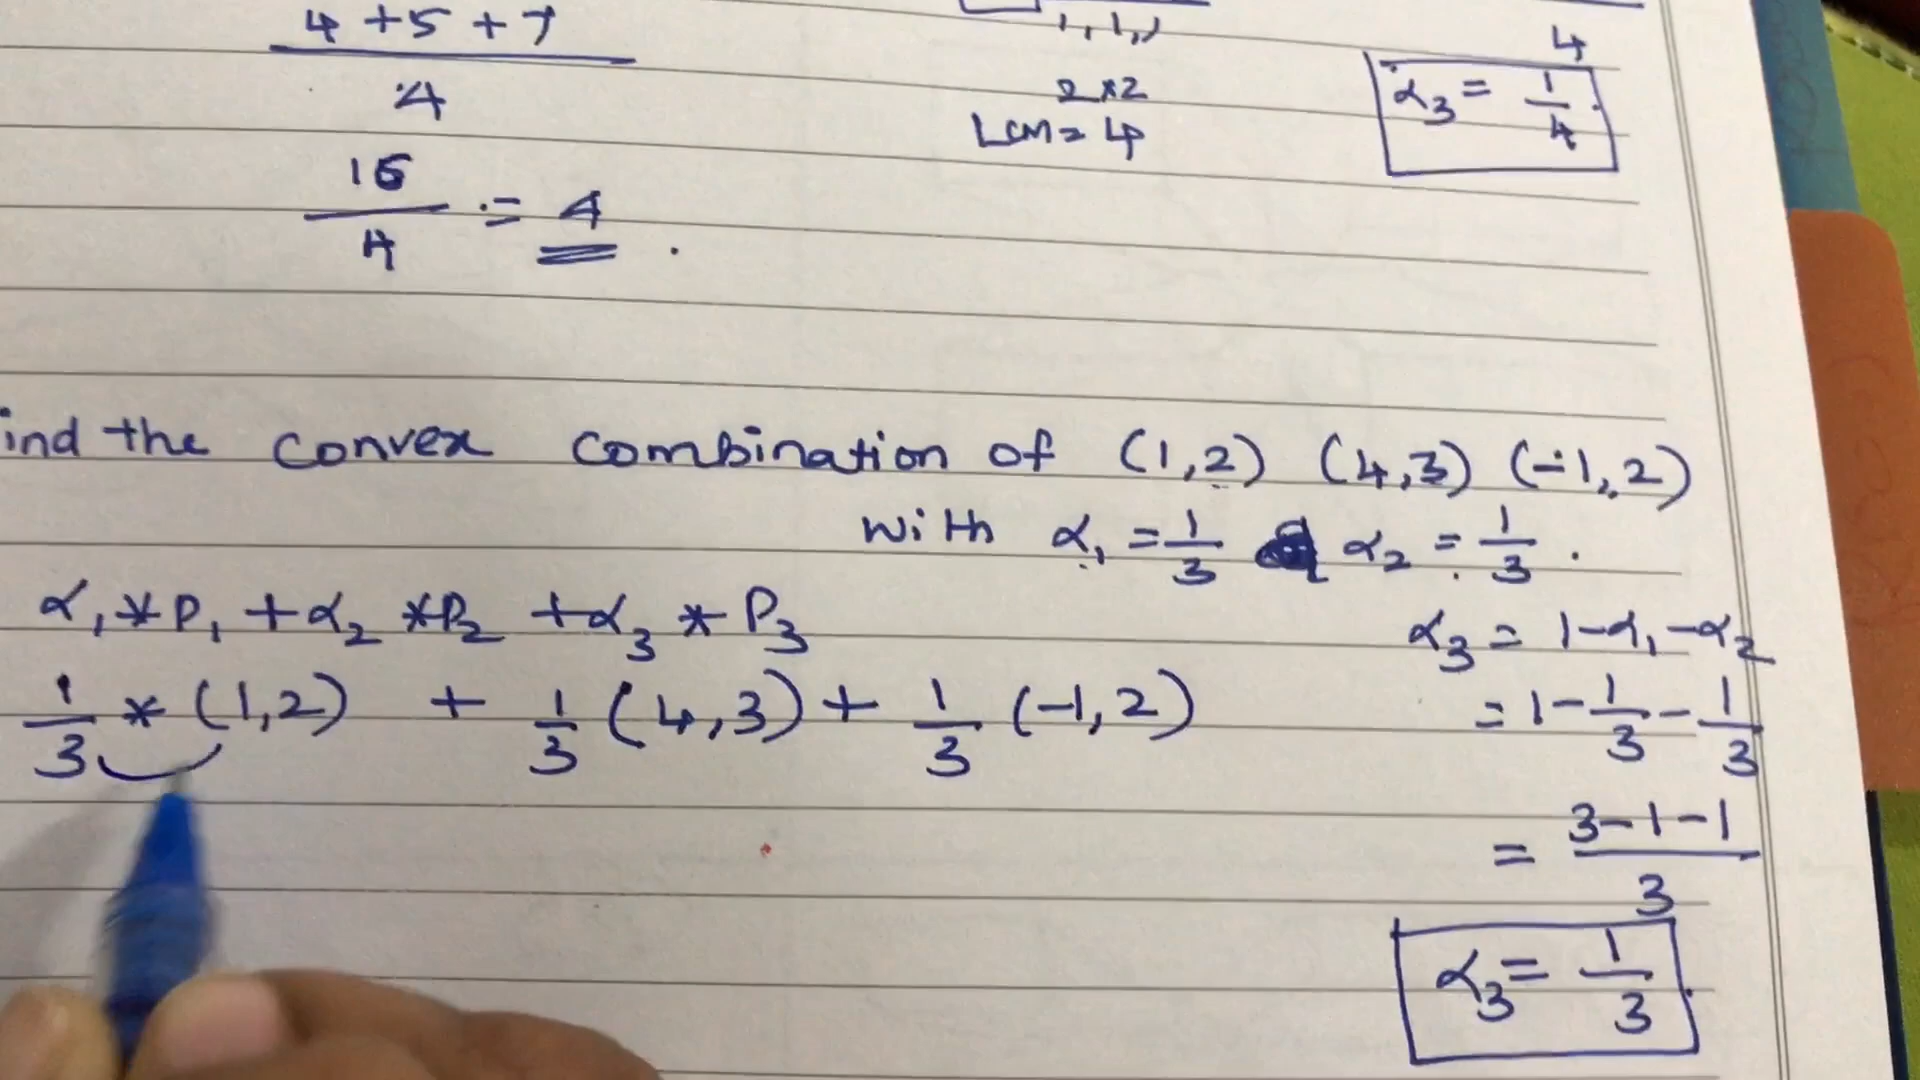 4 + 5 + 7
4
16
4
= 4 .
1, 1, 1
2 × 2
LCM = 4
4
α3 = 1/4
ind the convex combination of (1,2) (4,3) (-1,2)
with α1 = 1/3 α2 = 1/3 .
α1 * P1 + α2 * P2 + α3 * P3
1/3 * (1,2) + 1/3 (4,3) + 1/3 (-1,2)
α3 = 1-α1-α2
= 1 - 1/3 - 1/3
= 3-1-1/3
α3 = 1/3